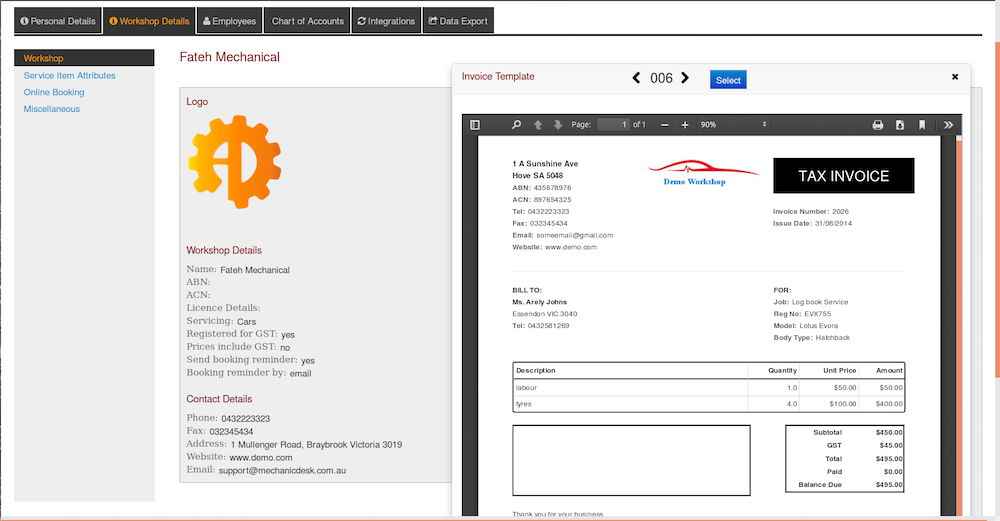 Personal Details Workshop Details Employees Chart of Accounts Integrations Data Export
Workshop
Service Item Attributes
Online Booking
Miscellaneous
Fateh Mechanical
Logo
Workshop Details
Name: Fateh Mechanical
ABN:
ACN:
Licence Details:
Servicing: Cars
Registered for GST: yes
Prices include GST: no
Send booking reminder: yes
Booking reminder by: email
Contact Details
Phone: 0432223323
Fax: 032345434
Address: 1 Mullenger Road, Braybrook Victoria 3019
Website: www.demo.com
Email: support@mechanicdesk.com.au
Invoice Template 006 Select
Page: 1 of 1 90%
1 A Sunshine Ave
Hove SA 5048
ABN: 435678976
ACN: 897654325
Tel: 0432223323
Fax: 032345434
Email: someemail@gmail.com
Website: www.demo.com
Demo Workshop
TAX INVOICE
Invoice Number: 2026
Issue Date: 31/08/2014
BILL TO:
Ms. Arely Johns
Essendon VIC 3040
Tel: 0432581269
FOR:
Job: Log book Service
Reg No: EVX755
Model: Lotus Evora
Body Type: Hatchback
Description Quantity Unit Price Amount
labour 1.0 $50.00 $50.00
tyres 4.0 $100.00 $400.00
Subtotal $450.00
GST $45.00
Total $495.00
Paid $0.00
Balance Due $495.00
Thank you for your business